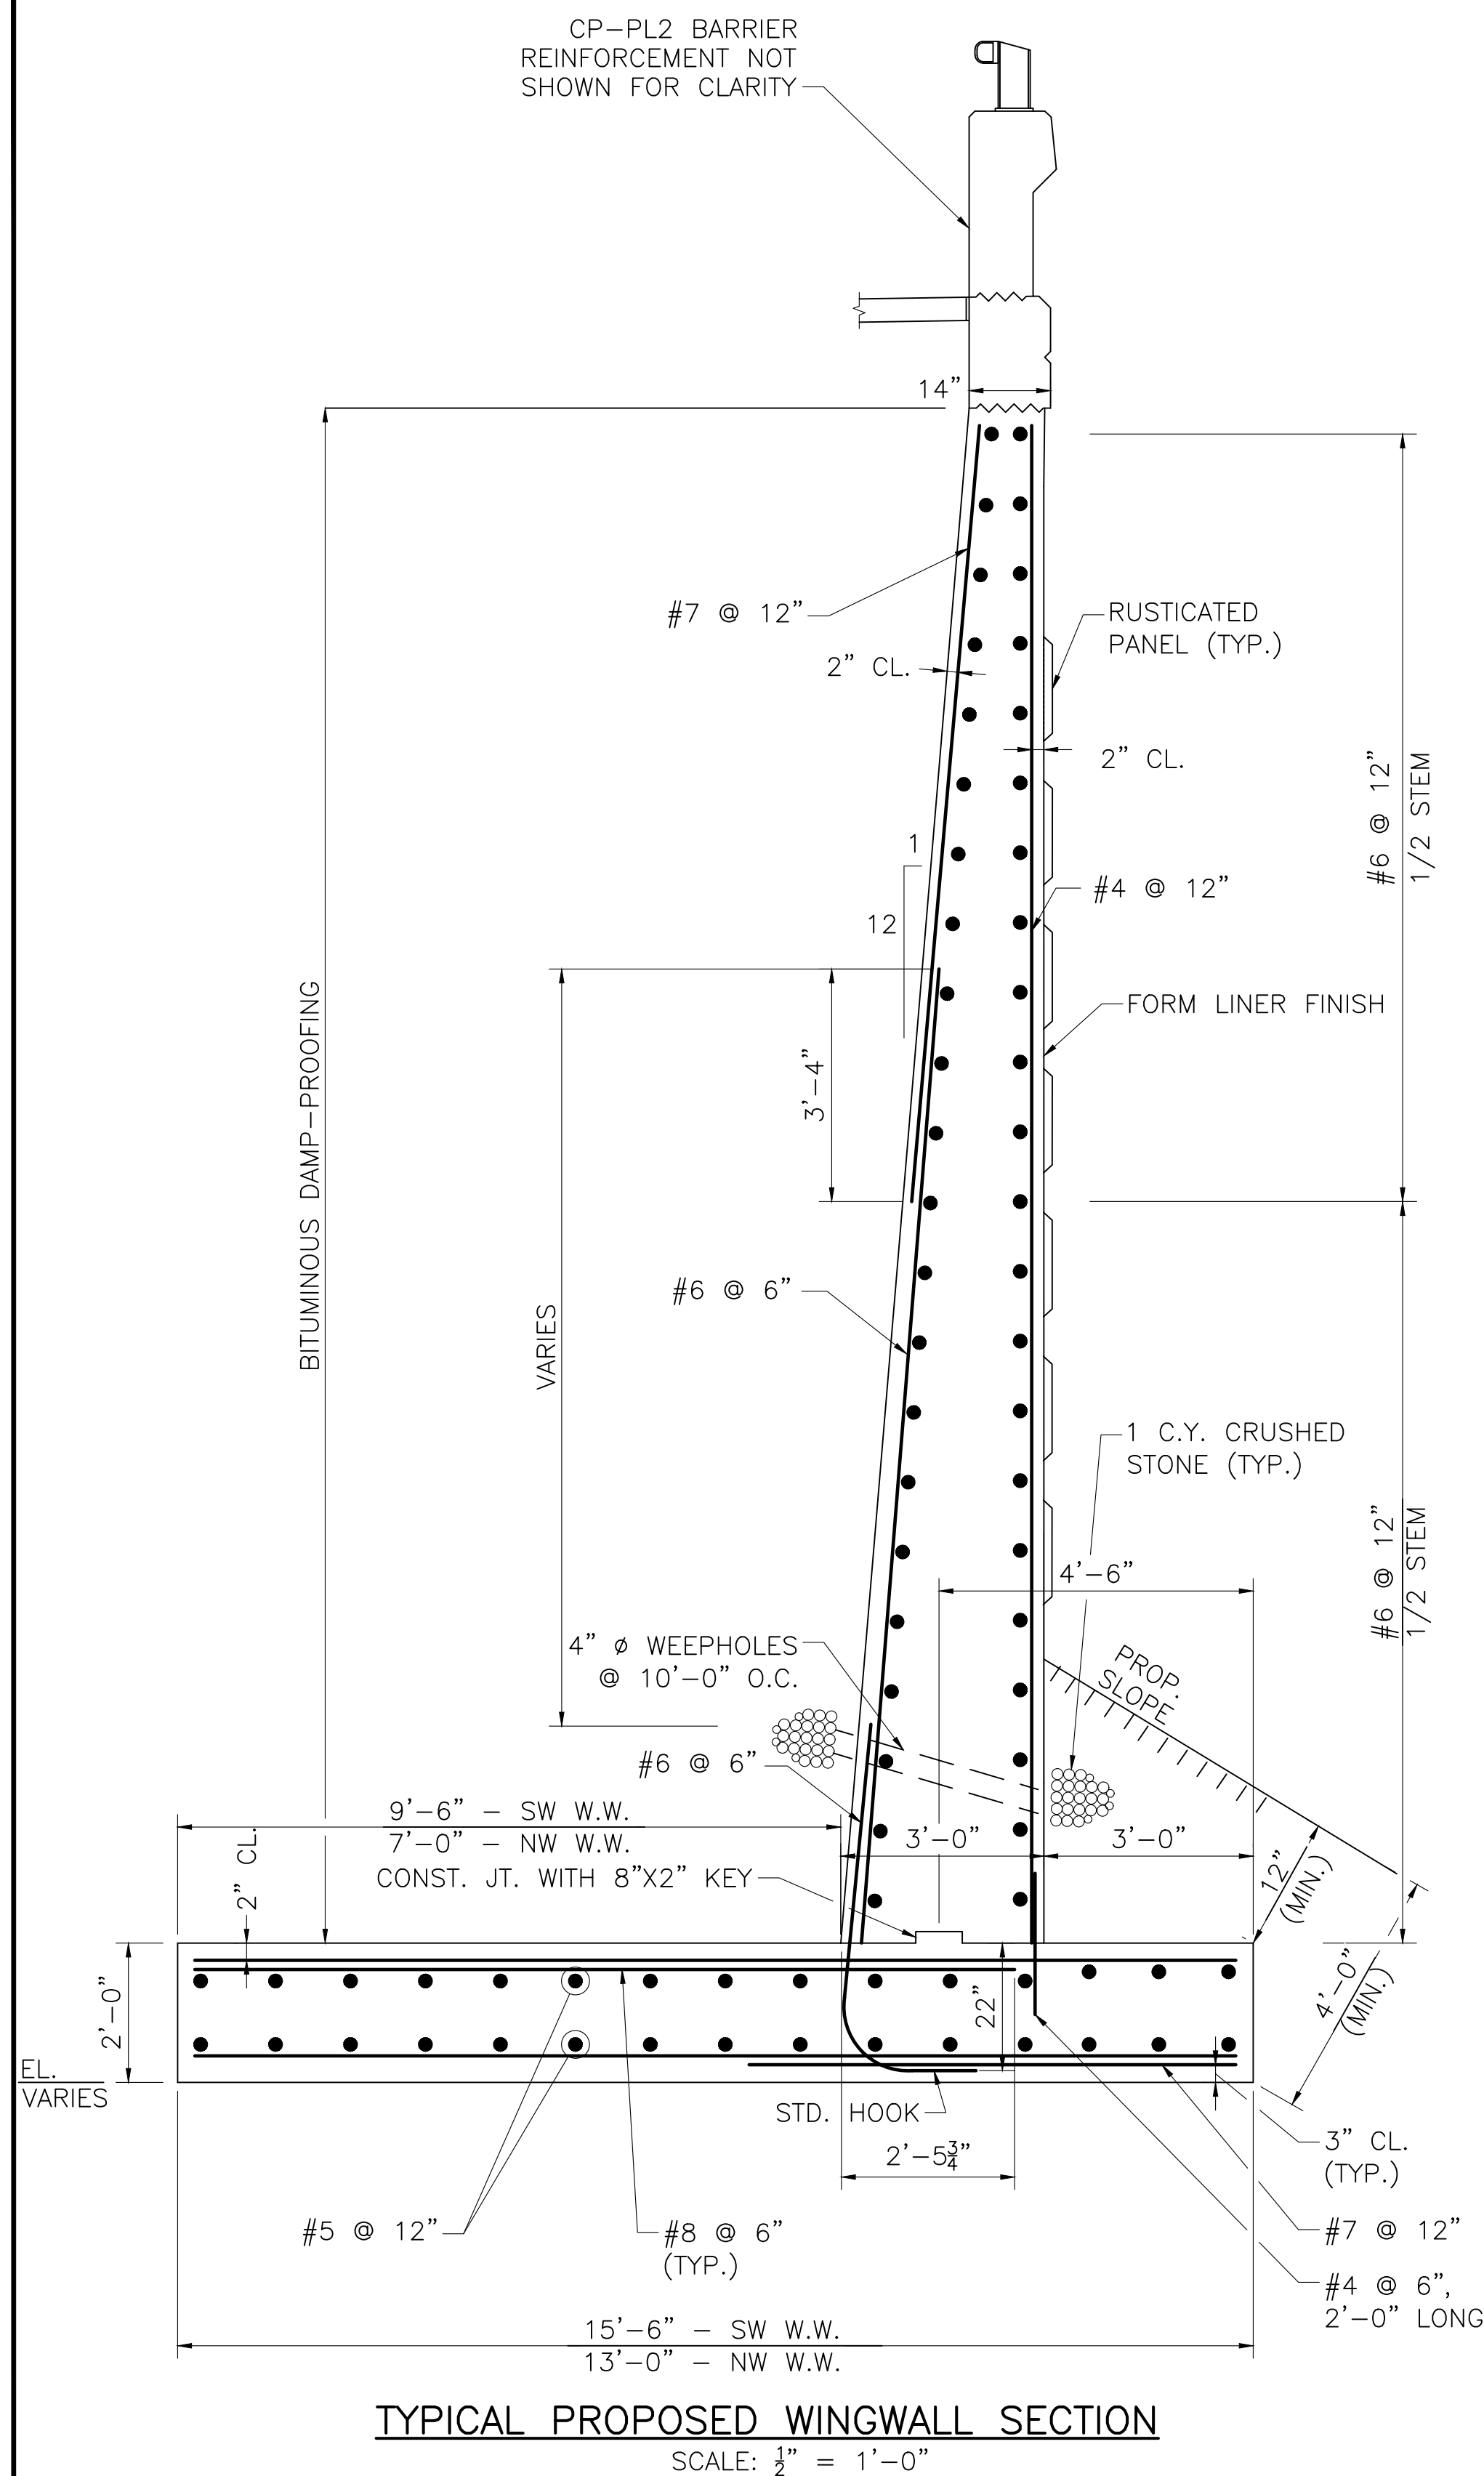 CP-PL2 BARRIER
REINFORCEMENT NOT
SHOWN FOR CLARITY
14"
#7 @ 12"
RUSTICATED
PANEL (TYP.)
2" CL.
2" CL.
#6 @ 12"
1/2 STEM
1
12
#4 @ 12"
FORM LINER FINISH
BITUMINOUS DAMP-PROOFING
3'-4"
#6 @ 6"
VARIES
1 C.Y. CRUSHED
STONE (TYP.)
#6 @ 12"
1/2 STEM
4'-6"
4" ø WEEPHOLES
@ 10'-0" O.C.
PROP.
SLOPE
#6 @ 6"
9'-6" - SW W.W.
7'-0" - NW W.W.
3'-0"
3'-0"
2" CL.
CONST. JT. WITH 8"X2" KEY
12"
(MIN.)
2'-0"
22"
4'-0"
(MIN.)
EL.
VARIES
STD. HOOK
2'-5¾"
3" CL.
(TYP.)
#5 @ 12"
#8 @ 6"
(TYP.)
#7 @ 12"
#4 @ 6",
2'-0" LONG
15'-6" - SW W.W.
13'-0" - NW W.W.
TYPICAL PROPOSED WINGWALL SECTION
SCALE: ½" = 1'-0"